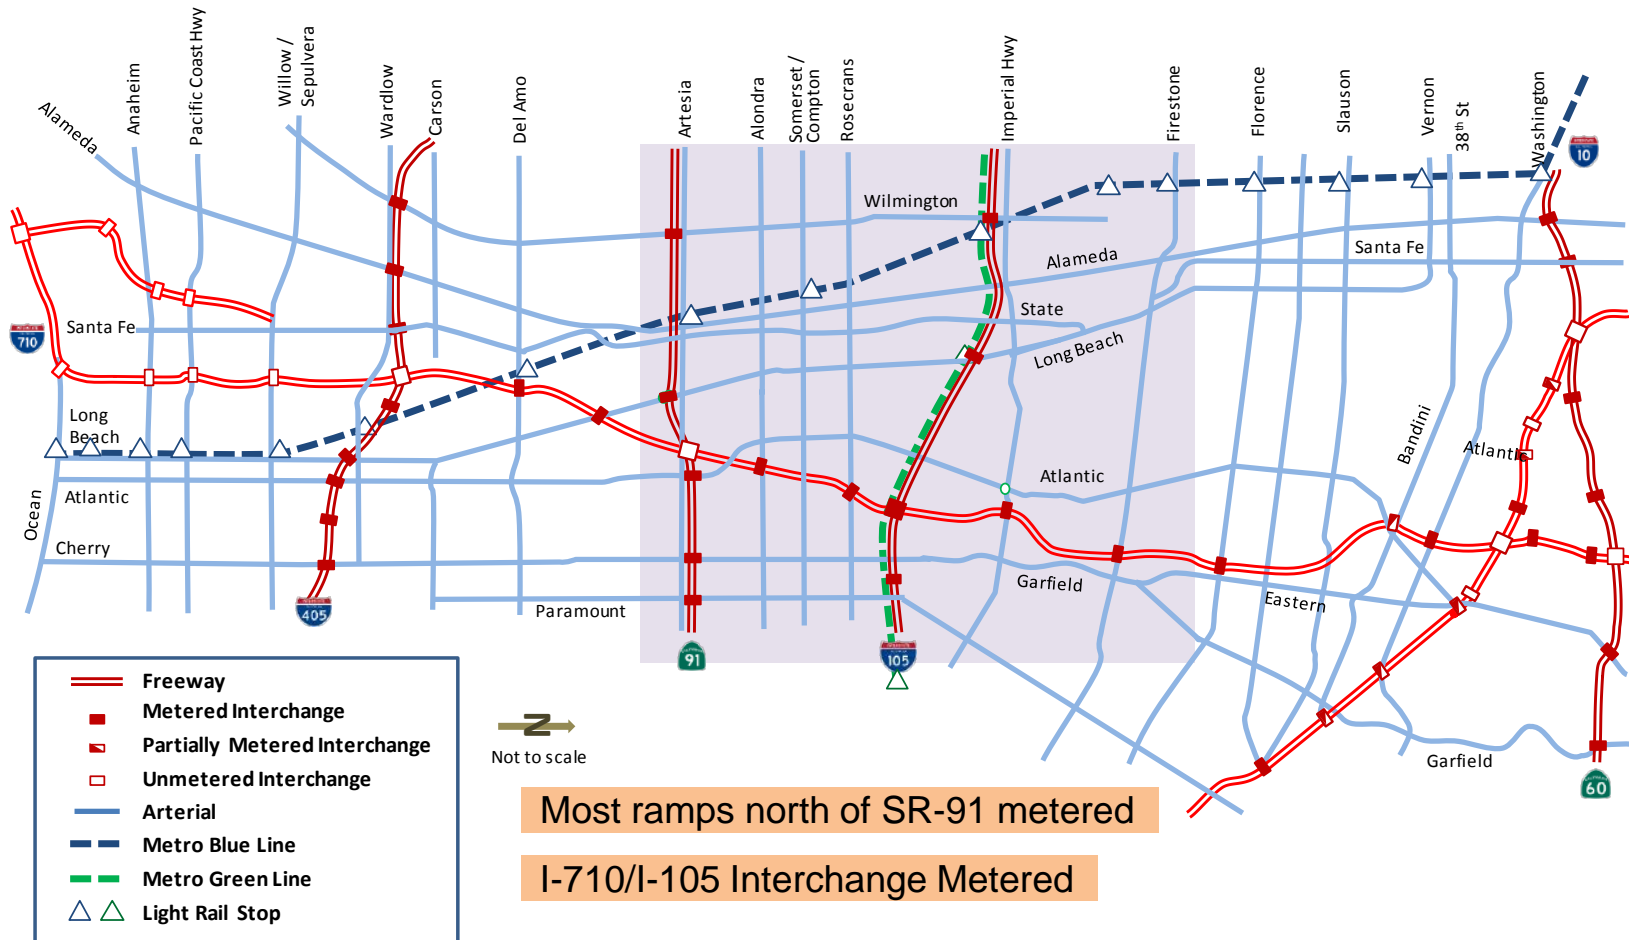 Alameda
Anaheim
Pacific Coast Hwy
Willow /
Sepulvera
Wardlow
Carson
Del Amo
Artesia
Alondra
Somerset /
Compton
Rosecrans
Imperial Hwy
Firestone
Florence
Slauson
Vernon
38th St
Washington
10
Wilmington
Alameda
Santa Fe
State
Long Beach
710
Santa Fe
Long
Beach
Atlantic
Cherry
Ocean
Atlantic
Bandini
Atlantic
Garfield
Eastern
Paramount
405
91
105
Garfield
60
Freeway
Metered Interchange
Partially Metered Interchange
Unmetered Interchange
Arterial
Metro Blue Line
Metro Green Line
Light Rail Stop
N
Not to scale
Most ramps north of SR-91 metered
I-710/I-105 Interchange Metered